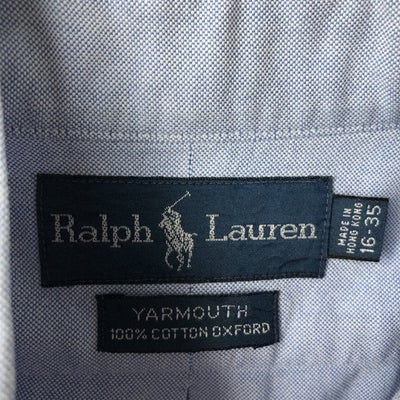 Ralph Lauren
MADE IN
HONG KONG
16-35
YARMOUTH
100% COTTON OXFORD